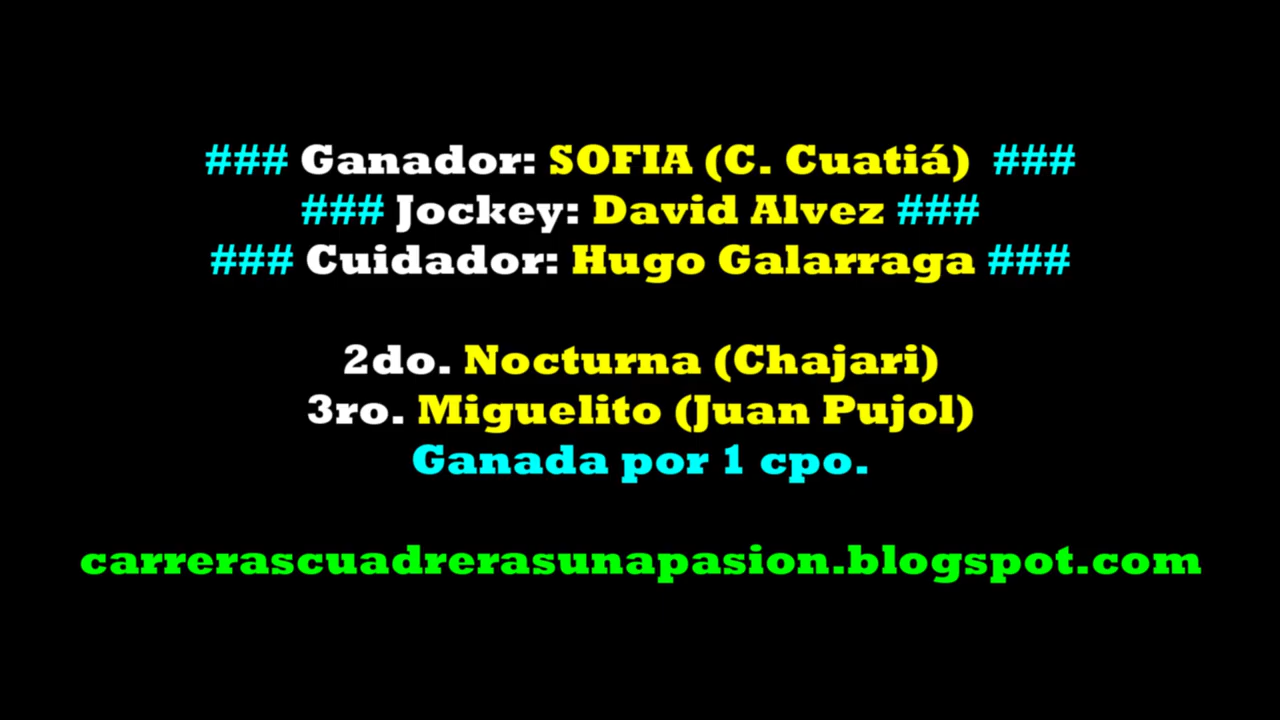 ### Ganador: SOFIA (C. Cuatiá) ###
### Jockey: David Alvez ###
### Cuidador: Hugo Galarraga ###
2do. Nocturna (Chajari)
3ro. Miguelito (Juan Pujol)
Ganada por 1 cpo.
carrerascuadrerasunapasion.blogspot.com